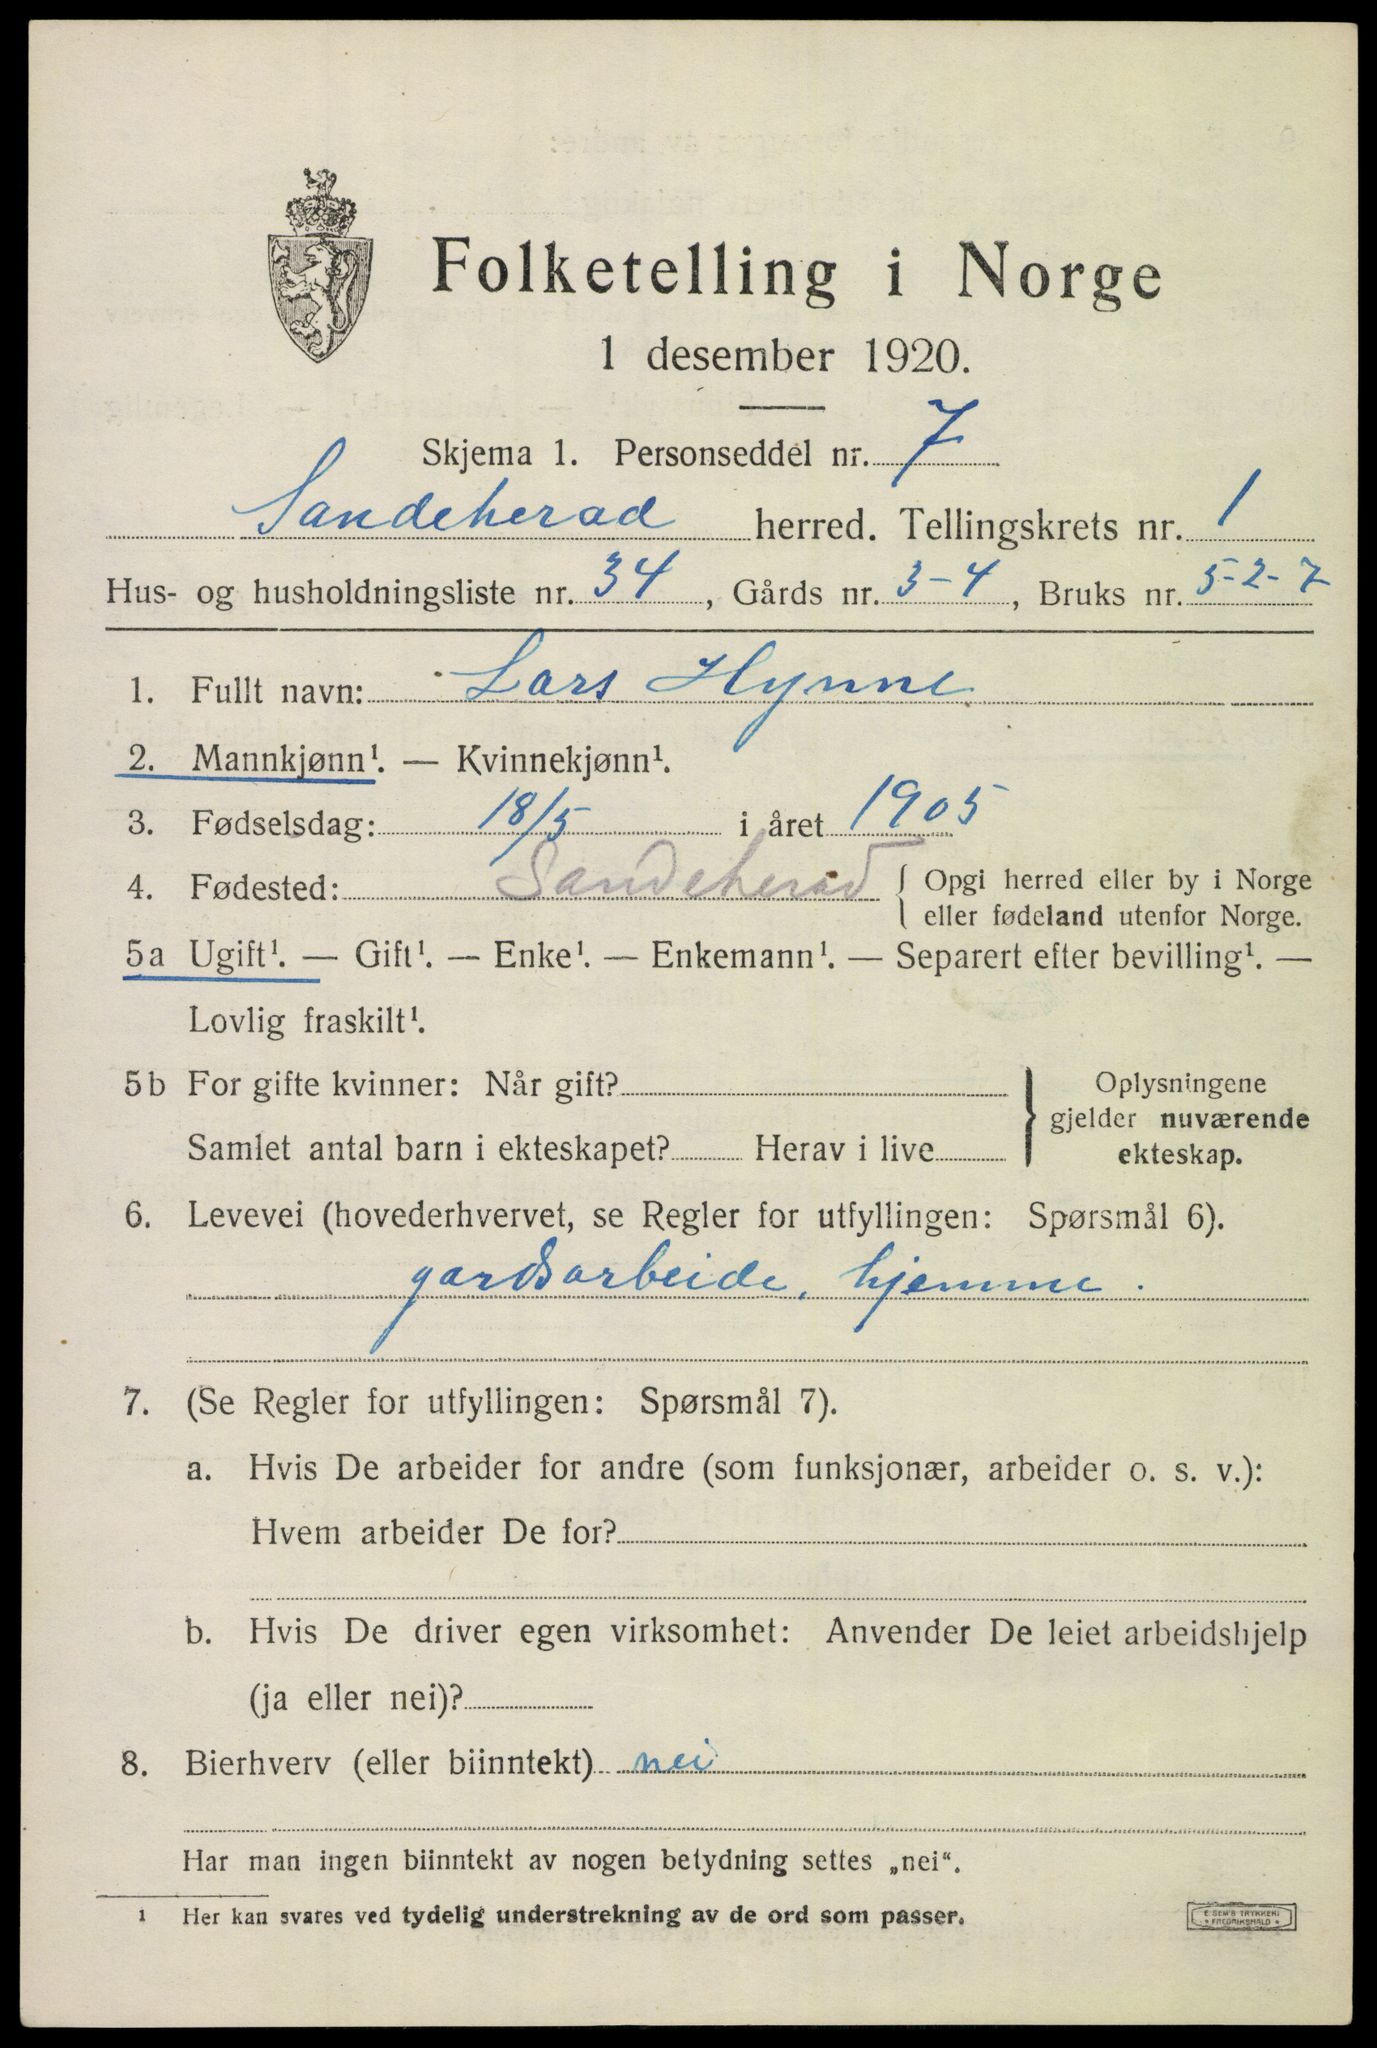 Folketelling i Norge
1 desember 1920.
Skjema 1. Personseddel nr. 7
Sandeherad herred. Tellingskrets nr. 1
Hus- og husholdningsliste nr. 34, Gårds nr. 3-4, Bruks nr. 5-2-7
1. Fullt navn: Lars Hynne
2. Mannkjønn¹. — Kvinnekjønn¹.
3. Fødselsdag: 18/5 i året 1905
4. Fødested: Sandeherad { Opgi herred eller by i Norge
eller fødeland utenfor Norge.
5a Ugift¹. — Gift¹. — Enke¹. — Enkemann¹. — Separert efter bevilling¹. —
Lovlig fraskilt¹.
5b For gifte kvinner: Når gift? } Oplysningene
gjelder nuværende
Samlet antal barn i ekteskapet? Herav i live ekteskap.
6. Levevei (hovederhvervet, se Regler for utfyllingen: Spørsmål 6).
gardsarbeide, hjemme.
7. (Se Regler for utfyllingen: Spørsmål 7).
a. Hvis De arbeider for andre (som funksjonær, arbeider o. s. v.):
Hvem arbeider De for?
b. Hvis De driver egen virksomhet: Anvender De leiet arbeidshjelp
(ja eller nei)?
8. Bierhverv (eller biinntekt) nei
Har man ingen biinntekt av nogen betydning settes „nei“.
¹ Her kan svares ved tydelig understrekning av de ord som passer.
E. SEM'S TRYKKERI
* FREDRIKSHALD *